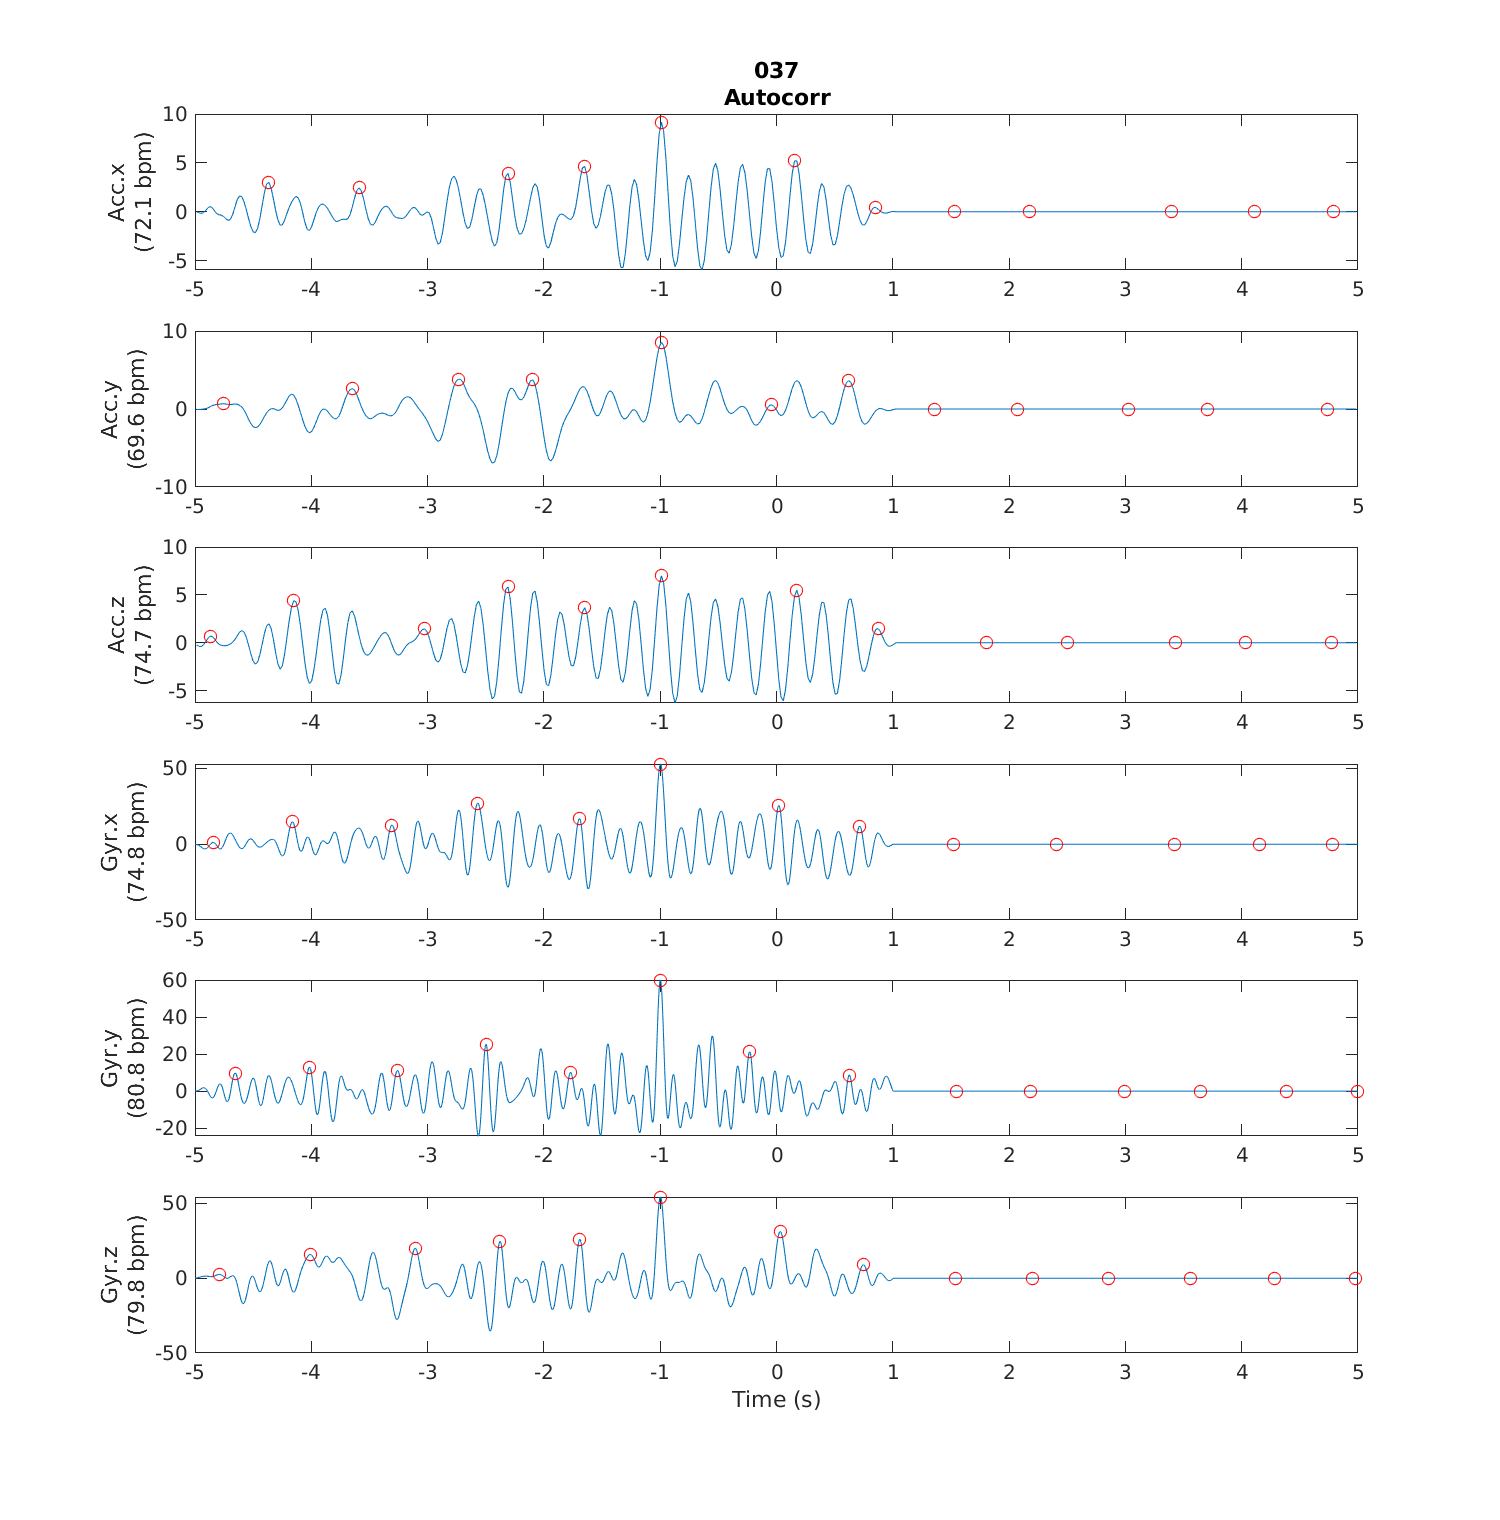 037
Autocorr
Acc.x
(72.1 bpm)
10
5
0
-5
-5 -4 -3 -2 -1 0 1 2 3 4 5
Acc.y
(69.6 bpm)
10
0
-10
-5 -4 -3 -2 -1 0 1 2 3 4 5
Acc.z
(74.7 bpm)
10
5
0
-5
-5 -4 -3 -2 -1 0 1 2 3 4 5
Gyr.x
(74.8 bpm)
50
0
-50
-5 -4 -3 -2 -1 0 1 2 3 4 5
Gyr.y
(80.8 bpm)
60
40
20
0
-20
-5 -4 -3 -2 -1 0 1 2 3 4 5
Gyr.z
(79.8 bpm)
50
0
-50
-5 -4 -3 -2 -1 0 1 2 3 4 5
Time (s)